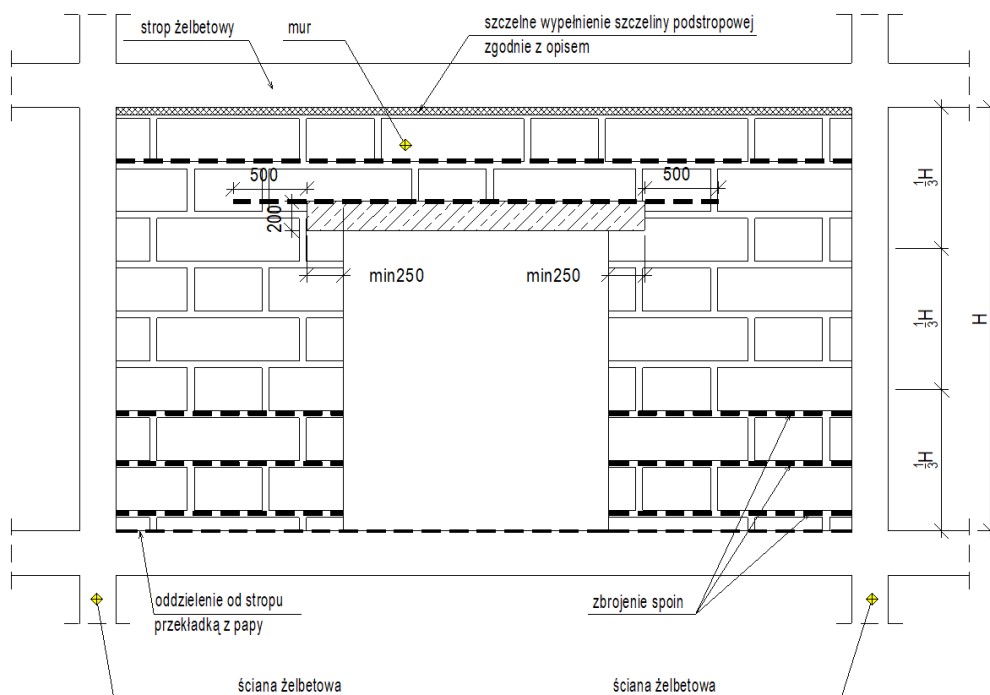 strop żelbetowy
mur
szczelne wypełnienie szczeliny podstropowej
zgodnie z opisem
500
500
200
min250
min250
1/3H
1/3H
1/3H
H
oddzielenie od stropu
przekładką z papy
zbrojenie spoin
ściana żelbetowa
ściana żelbetowa